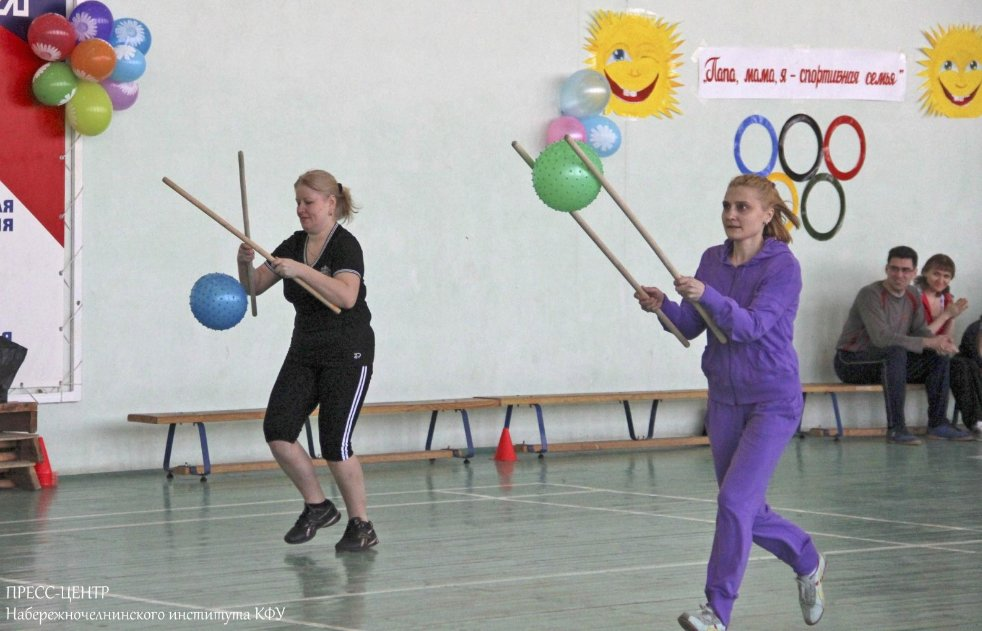 „Папа, мама, я - спортивная семья"
ПРЕСС-ЦЕНТР
Набережночелнинского института КФУ